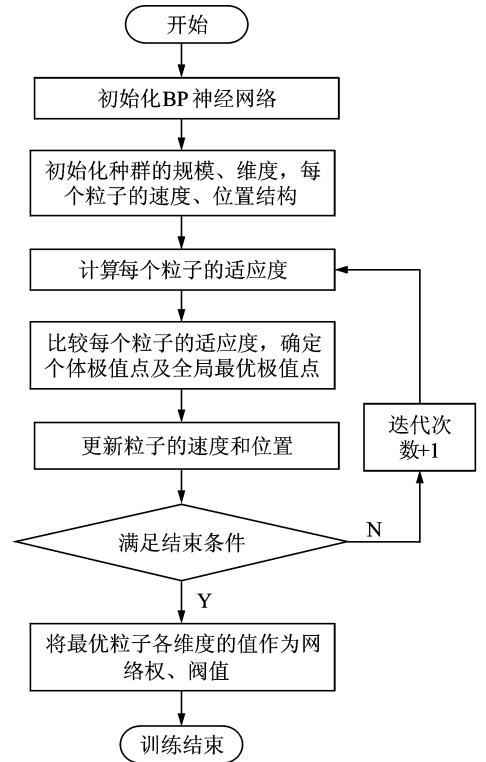 开始
初始化BP神经网络
初始化种群的规模、维度，每
个粒子的速度、位置结构
计算每个粒子的适应度
比较每个粒子的适应度，确定
个体极值点及全局最优极值点
更新粒子的速度和位置
迭代次
数+1
满足结束条件
N
Y
将最优粒子各维度的值作为网
络权、阀值
训练结束